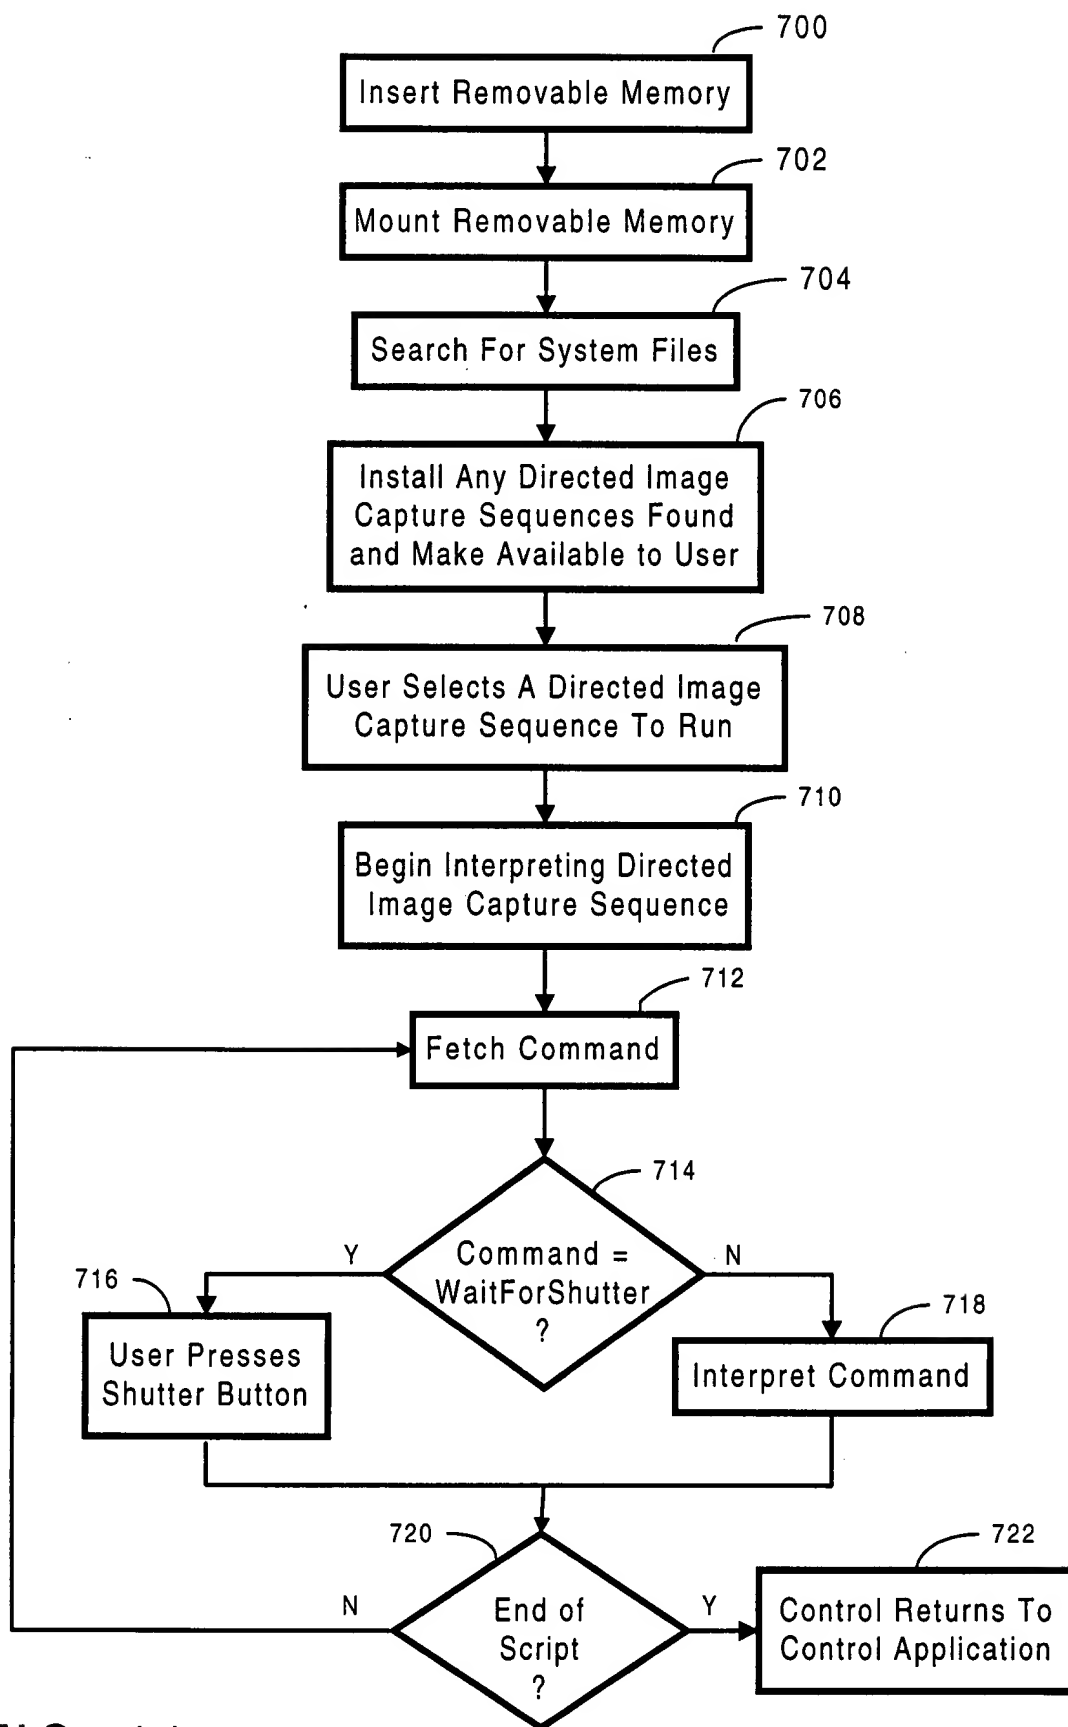 700
Insert Removable Memory
702
Mount Removable Memory
704
Search For System Files
706
Install Any Directed Image
Capture Sequences Found
and Make Available to User
708
User Selects A Directed Image
Capture Sequence To Run
710
Begin Interpreting Directed
Image Capture Sequence
712
Fetch Command
714
Command =
WaitForShutter
?
Y
N
716
User Presses
Shutter Button
718
Interpret Command
720
End of
Script
?
N
Y
722
Control Returns To
Control Application